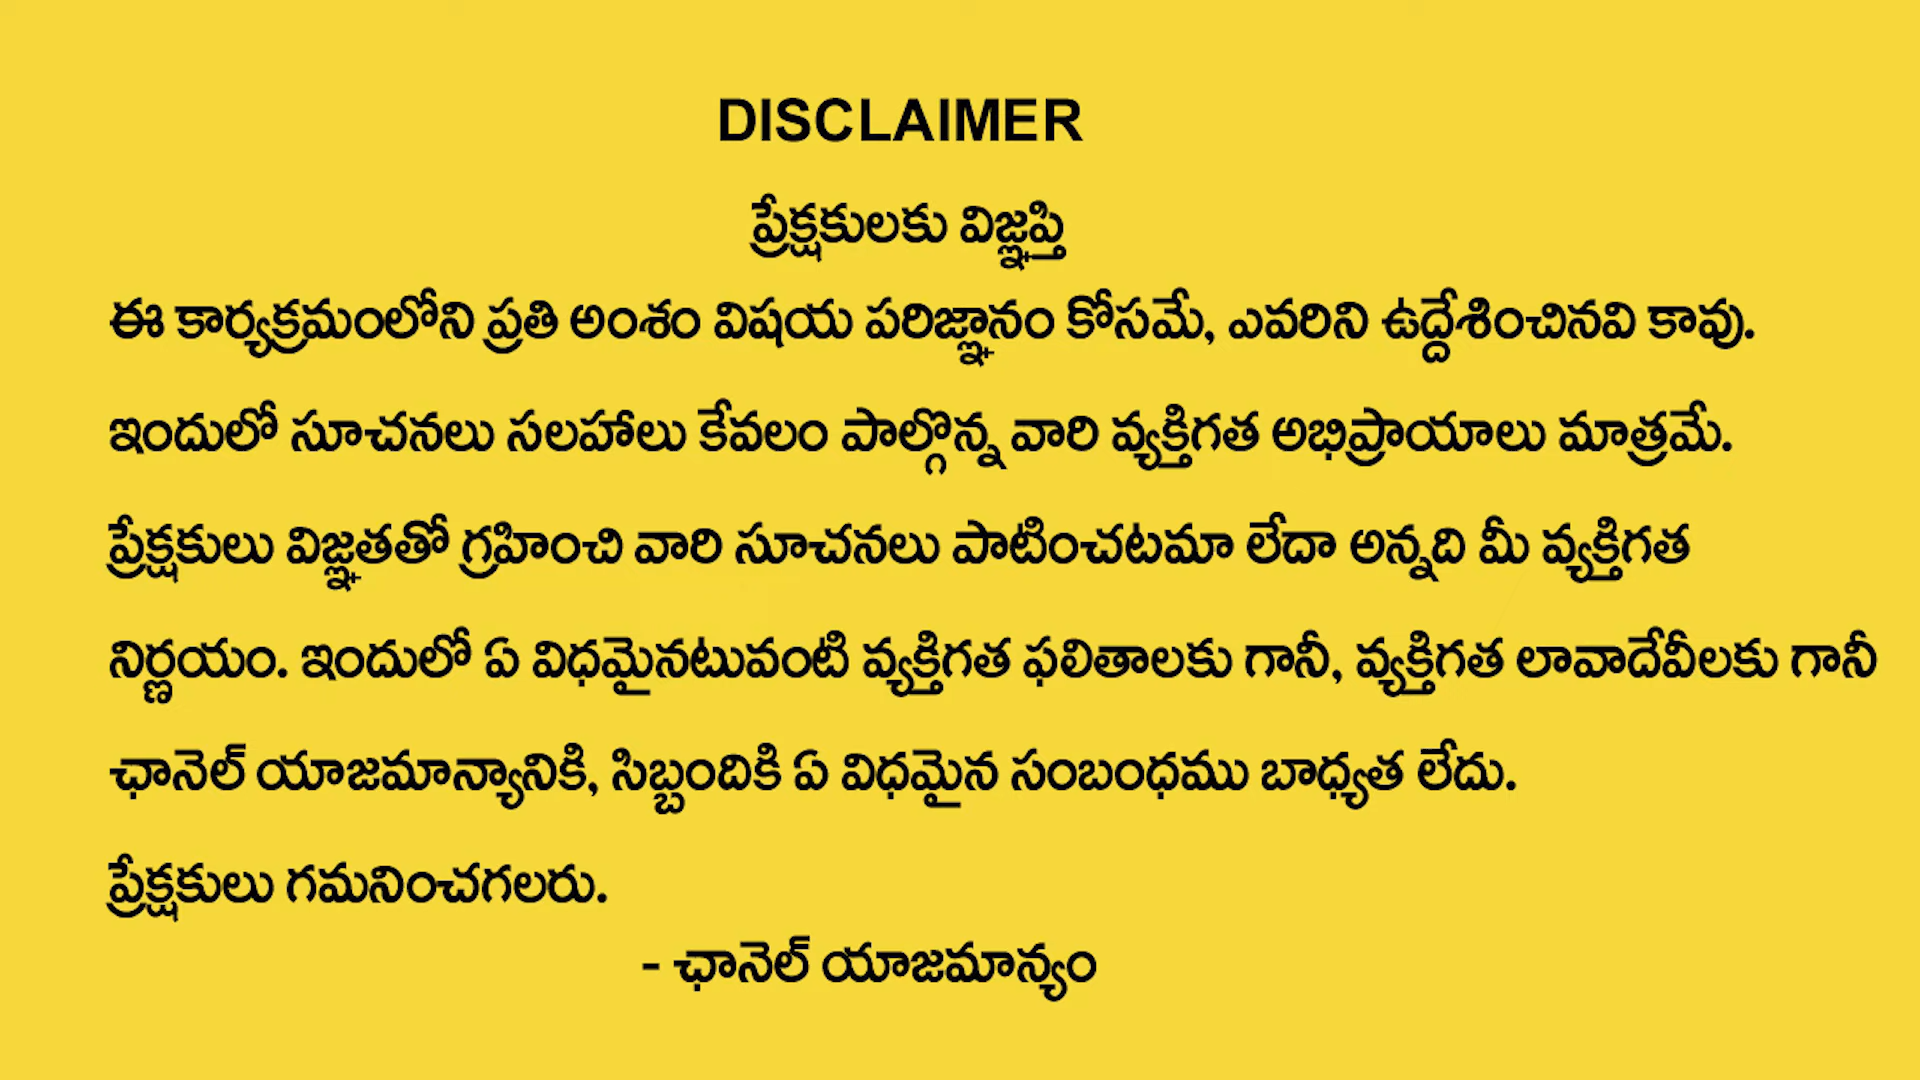 DISCLAIMER
ప్రేక్షకులకు విజ్ఞప్తి
ఈ కార్యక్రమంలోని ప్రతి అంశం విషయ పరిజ్ఞానం కోసమే, ఎవరిని ఉద్దేశించినవి కావు.
ఇందులో సూచనలు సలహాలు కేవలం పాల్గొన్న వారి వ్యక్తిగత అభిప్రాయాలు మాత్రమే.
ప్రేక్షకులు విజ్ఞతతో గ్రహించి వారి సూచనలు పాటించటమా లేదా అన్నది మీ వ్యక్తిగత
నిర్ణయం. ఇందులో ఏ విధమైనటువంటి వ్యక్తిగత ఫలితాలకు గానీ, వ్యక్తిగత లావాదేవీలకు గానీ
ఛానెల్ యాజమాన్యానికి, సిబ్బందికి ఏ విధమైన సంబంధము బాధ్యత లేదు.
ప్రేక్షకులు గమనించగలరు.
- ఛానెల్ యాజమాన్యం